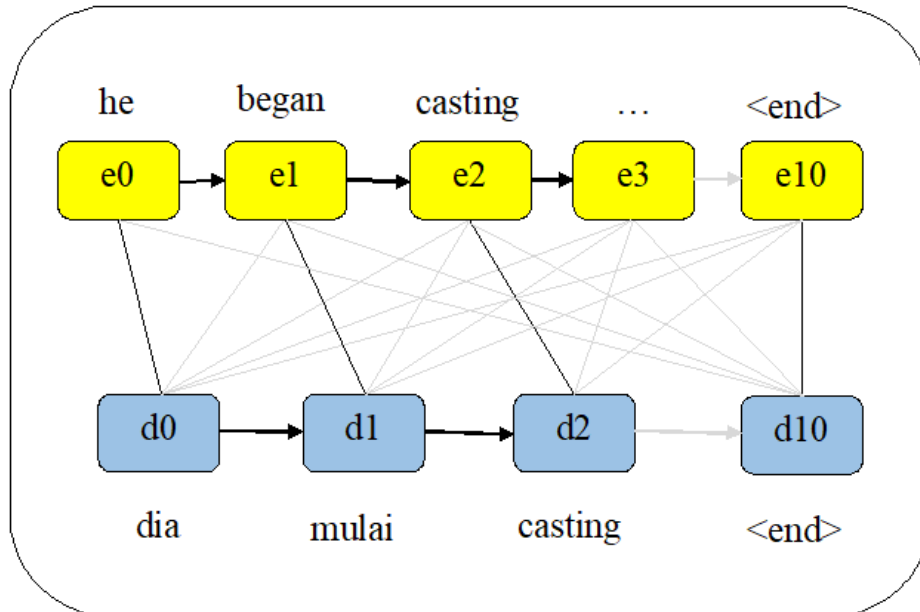 he began casting … <end>
e0 e1 e2 e3 e10
d0 d1 d2 d10
dia mulai casting <end>